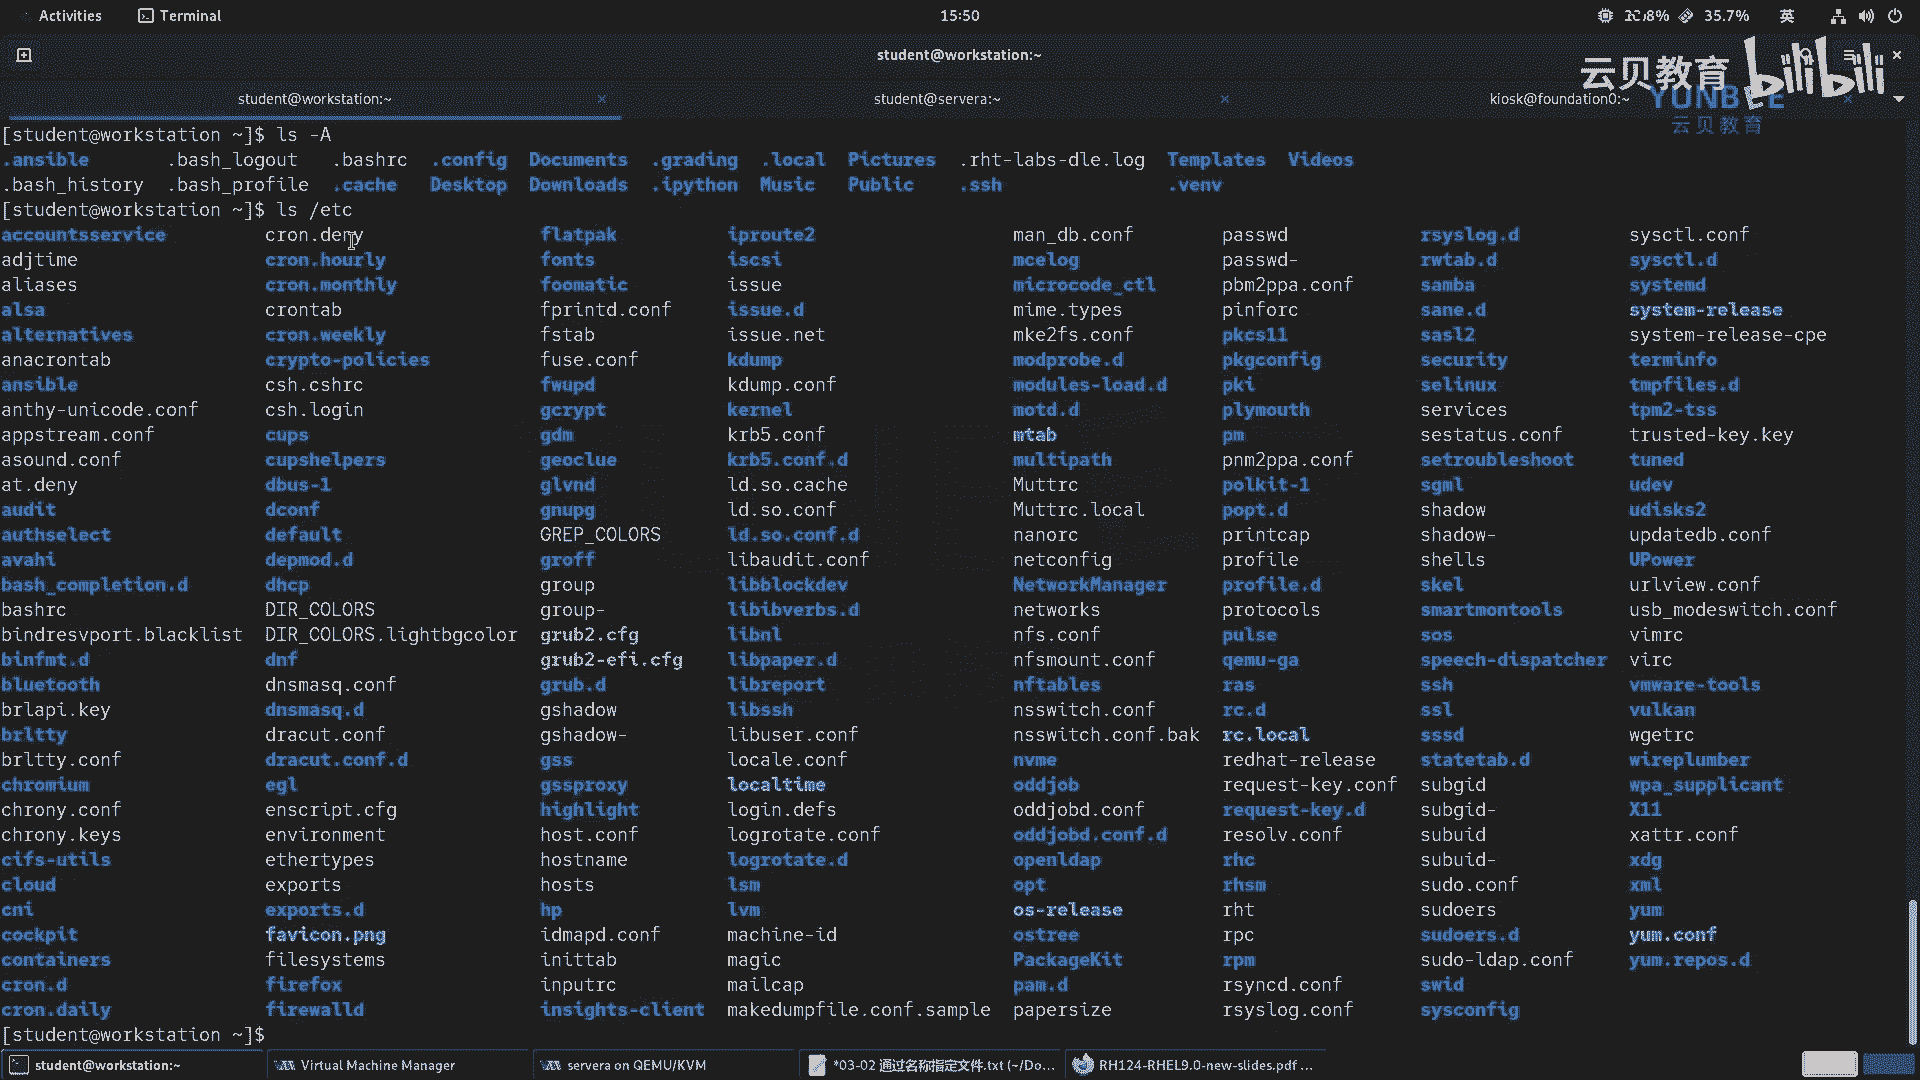 Activities Terminal 15:50 35.7% 英
student@workstation:~
云贝教育 bilibili
student@workstation:~ student@servera:~ kiosk@foundation0:~
云贝教育
[student@workstation ~]$ ls -A
.ansible .bash_logout .bashrc .config Documents .grading .local Pictures .rht-labs-dle.log Templates Videos
.bash_history .bash_profile .cache Desktop Downloads .ipython Music Public .ssh .venv
[student@workstation ~]$ ls /etc
accountsservice cron.deny flatpak iproute2 man_db.conf passwd rsyslog.d sysctl.conf
adjtime cron.hourly fonts iscsi mcelog passwd- rwtab.d sysctl.d
aliases cron.monthly foomatic issue microcode_ctl pbm2ppa.conf samba systemd
alsa crontab fprintd.conf issue.d mime.types pinforc sane.d system-release
alternatives cron.weekly fstab issue.net mke2fs.conf pkcs11 sasl2 system-release-cpe
anacrontab crypto-policies fuse.conf kdump modprobe.d pkgconfig security terminfo
ansible csh.cshrc fwupd kdump.conf modules-load.d pki selinux tmpfiles.d
anthy-unicode.conf csh.login gcrypt kernel motd.d plymouth services tpm2-tss
appstream.conf cups gdm krb5.conf mtab pm sestatus.conf trusted-key.key
asound.conf cupshelpers geoclue krb5.conf.d multipath pnm2ppa.conf setroubleshoot tuned
at.deny dbus-1 glvnd ld.so.cache Muttrc polkit-1 sgml udev
audit dconf gnupg ld.so.conf Muttrc.local popt.d shadow udisks2
authselect default GREP_COLORS ld.so.conf.d nanorc printcap shadow- updatedb.conf
avahi depmod.d groff libaudit.conf netconfig profile shells UPower
bash_completion.d dhcp group libblockdev NetworkManager profile.d skel urlview.conf
bashrc DIR_COLORS group- libibverbs.d networks protocols smartmontools usb_modeswitch.conf
bindresvport.blacklist DIR_COLORS.lightbgcolor grub2.cfg libnl nfs.conf pulse sos vimrc
binfmt.d dnf grub2-efi.cfg libpaper.d nfsmount.conf qemu-ga speech-dispatcher virc
bluetooth dnsmasq.conf grub.d libreport nftables ras ssh vmware-tools
brlapi.key dnsmasq.d gshadow libssh nsswitch.conf rc.d ssl vulkan
brltty dracut.conf gshadow- libuser.conf nsswitch.conf.bak rc.local sssd wgetrc
brltty.conf dracut.conf.d gss locale.conf nvme redhat-release statetab.d wireplumber
chromium egl gssproxy localtime oddjob request-key.conf subgid wpa_supplicant
chrony.conf enscript.cfg highlight login.defs oddjobd.conf request-key.d subgid- X11
chrony.keys environment host.conf logrotate.conf oddjobd.conf.d resolv.conf subuid xattr.conf
cifs-utils ethertypes hostname logrotate.d openldap rhc subuid- xdg
cloud exports hosts lsm opt rhsm sudo.conf xml
cni exports.d hp lvm os-release rht sudoers yum
cockpit favicon.png idmapd.conf machine-id ostree rpc sudoers.d yum.conf
containers filesystems inittab magic PackageKit rpm sudo-ldap.conf yum.repos.d
cron.d firefox inputrc mailcap pam.d rsyncd.conf swid
cron.daily firewalld insights-client makedumpfile.conf.sample papersize rsyslog.conf sysconfig
[student@workstation ~]$
student@workstation:~ Virtual Machine Manager servera on QEMU/KVM *03-02 通过名称指定文件.txt (~/Do... RH124-RHEL9.0-new-slides.pdf ...